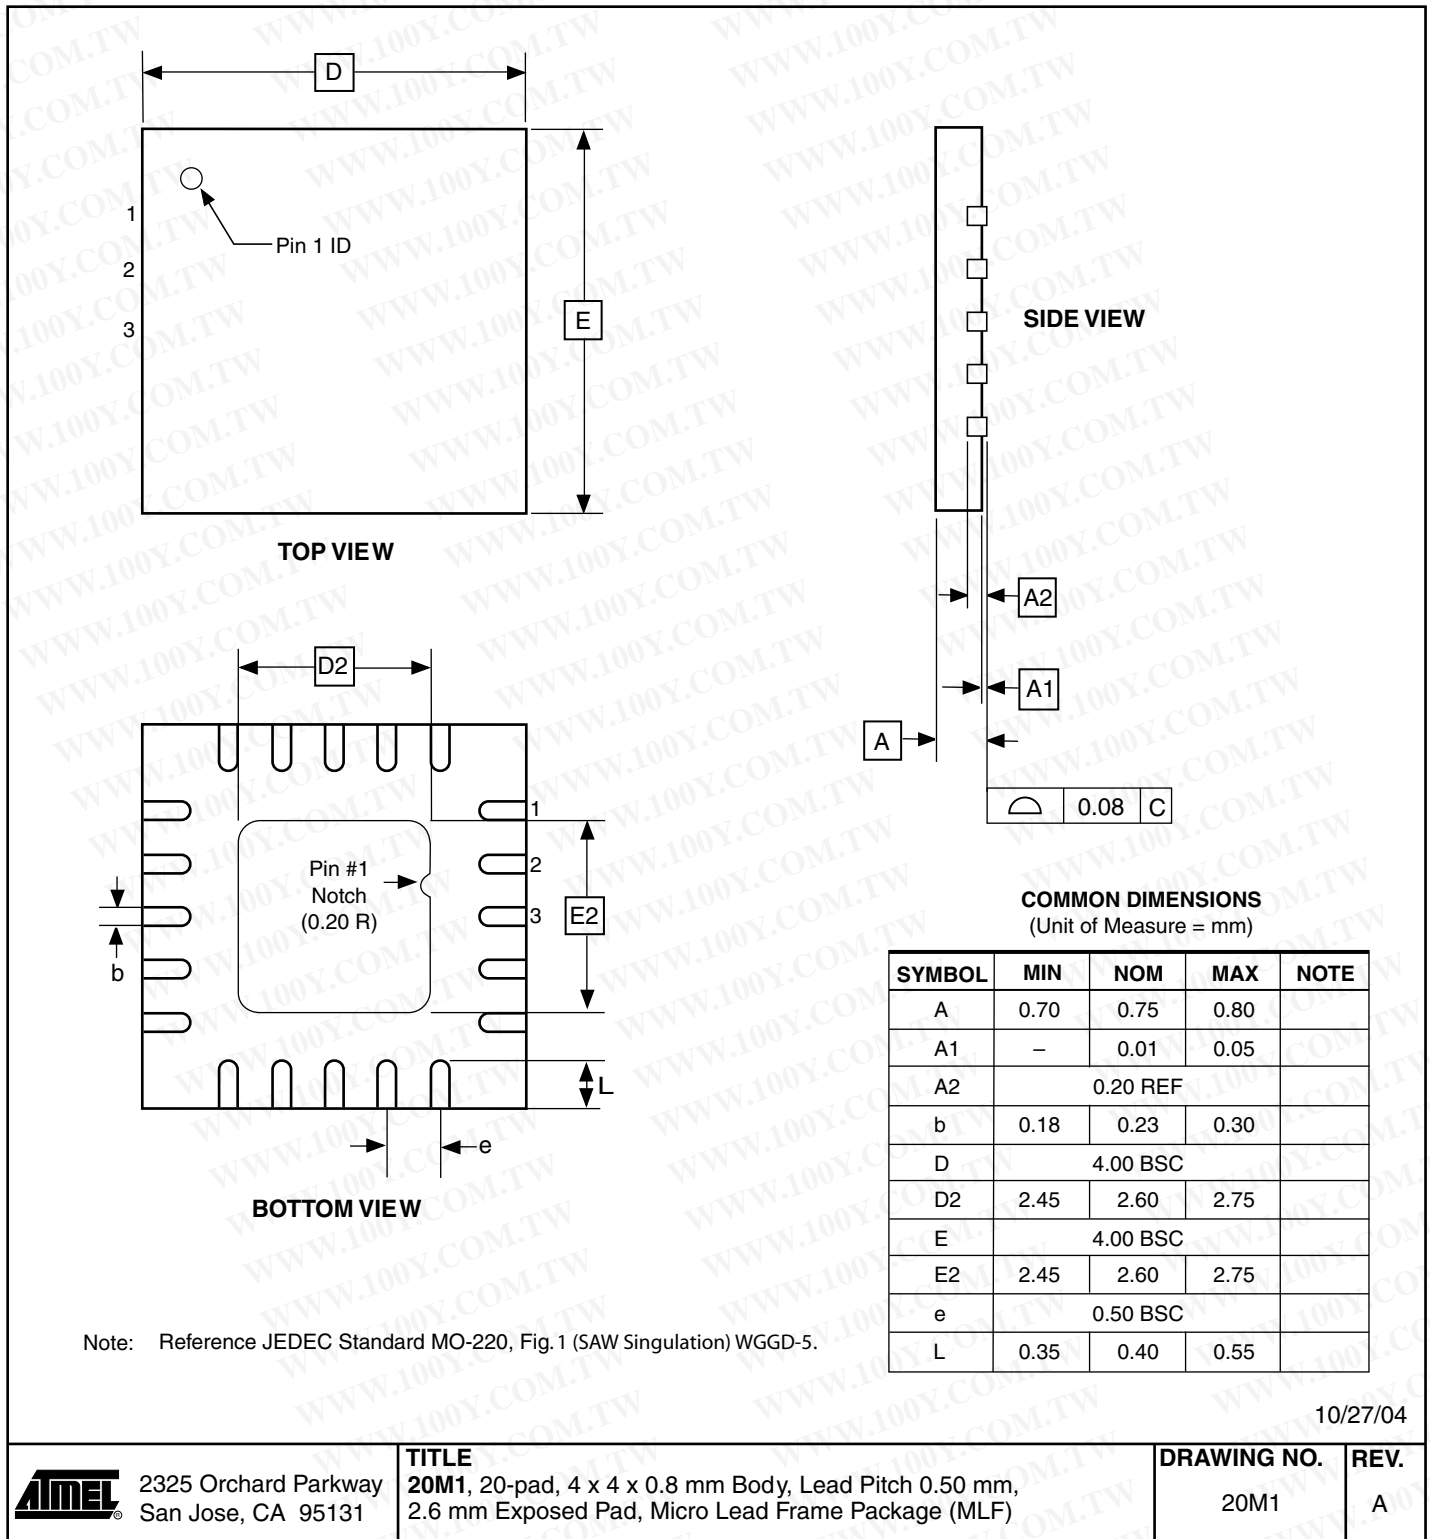 D
Pin 1 ID
1
2
3
E
TOP VIEW
SIDE VIEW
A2
A1
A
0.08 C
D2
Pin #1
Notch
(0.20 R)
1
2
3
E2
b
L
e
BOTTOM VIEW
COMMON DIMENSIONS
(Unit of Measure = mm)
SYMBOL MIN NOM MAX NOTE
A 0.70 0.75 0.80
A1 – 0.01 0.05
A2 0.20 REF
b 0.18 0.23 0.30
D 4.00 BSC
D2 2.45 2.60 2.75
E 4.00 BSC
E2 2.45 2.60 2.75
e 0.50 BSC
L 0.35 0.40 0.55
Note: Reference JEDEC Standard MO-220, Fig. 1 (SAW Singulation) WGGD-5.
10/27/04
ATMEL ®
2325 Orchard Parkway
San Jose, CA 95131
TITLE
20M1, 20-pad, 4 x 4 x 0.8 mm Body, Lead Pitch 0.50 mm,
2.6 mm Exposed Pad, Micro Lead Frame Package (MLF)
DRAWING NO.
20M1
REV.
A
WWW.100Y.COM.TW